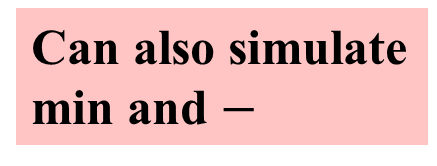 Can also simulate
min and −